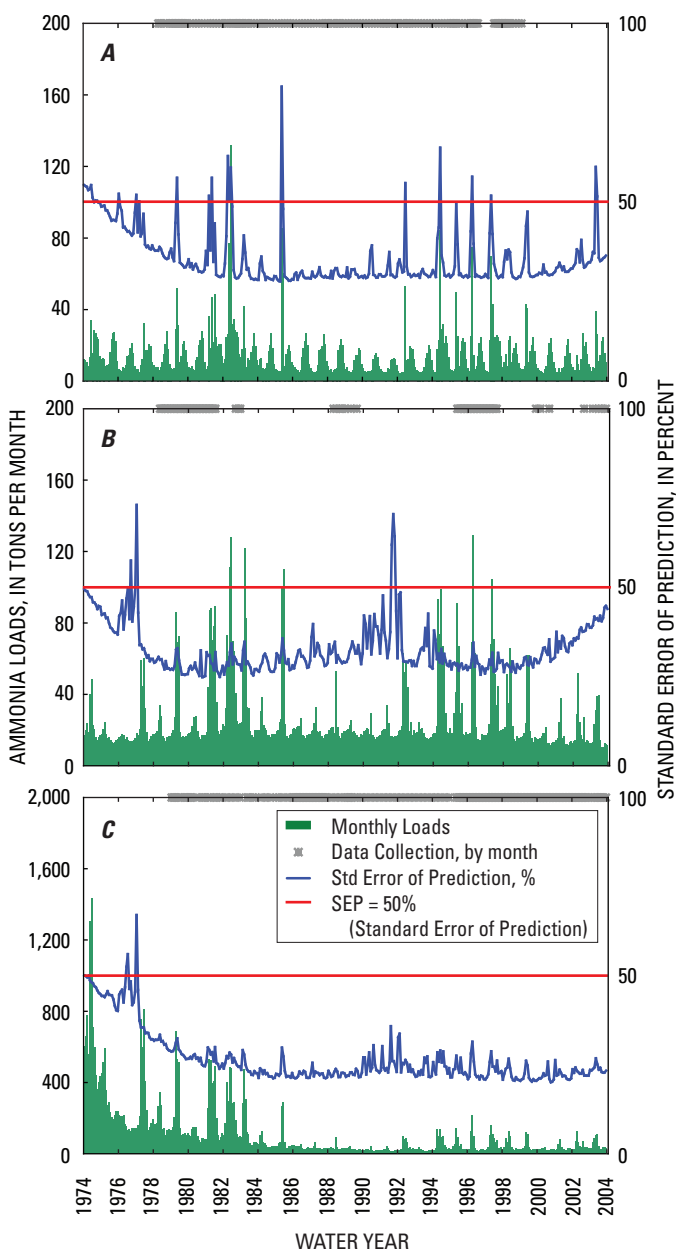 AMMONIA LOADS, IN TONS PER MONTH
STANDARD ERROR OF PREDICTION, IN PERCENT
A
200
160
120
80
40
0
100
50
0
B
200
160
120
80
40
0
100
50
0
C
2,000
1,600
1,200
800
400
0
100
50
0
Monthly Loads
Data Collection, by month
Std Error of Prediction, %
SEP = 50%
(Standard Error of Prediction)
1974 1976 1978 1980 1982 1984 1986 1988 1990 1992 1994 1996 1998 2000 2002 2004
WATER YEAR